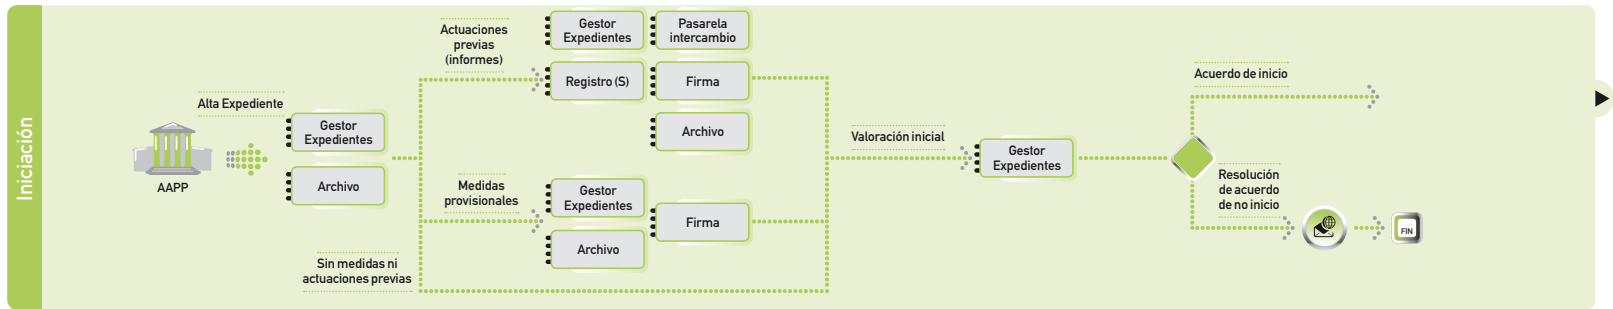 Iniciación
AAPP
Alta Expediente
Gestor
Expedientes
Archivo
Actuaciones
previas
(informes)
Gestor
Expedientes
Pasarela
intercambio
Registro (S)
Firma
Archivo
Medidas
provisionales
Gestor
Expedientes
Archivo
Firma
Sin medidas ni
actuaciones previas
Valoración inicial
Gestor
Expedientes
Acuerdo de inicio
Resolución
de acuerdo
de no inicio
FIN